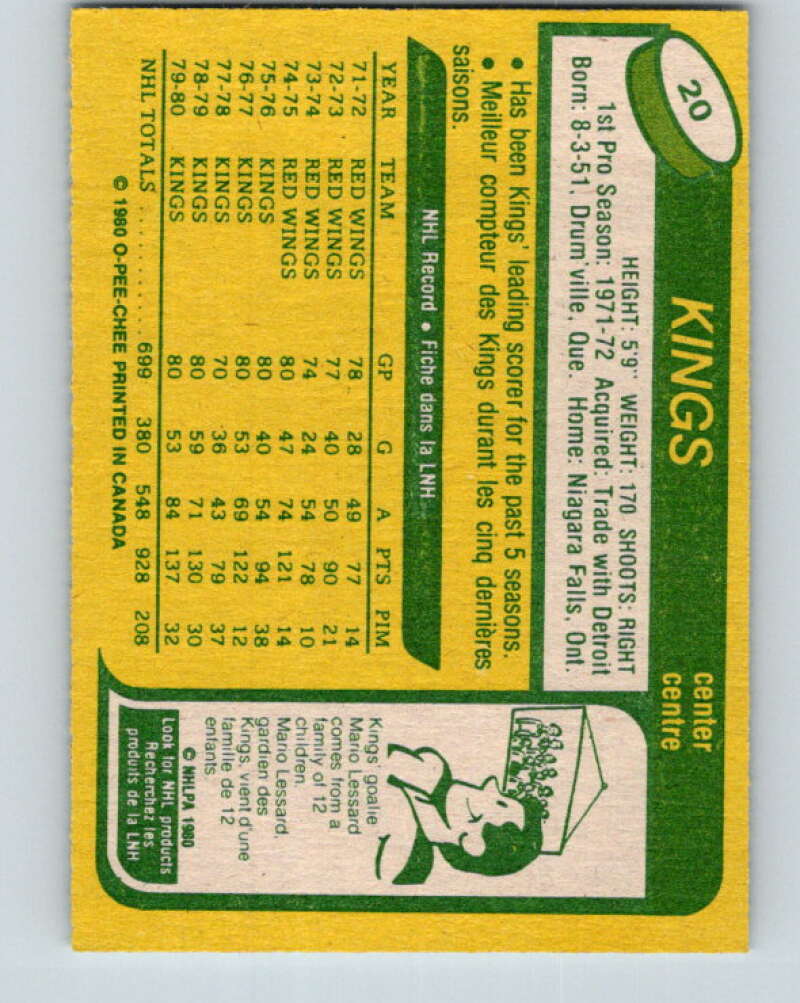 20
KINGS
center
centre
HEIGHT: 5'9" WEIGHT: 170 SHOOTS: RIGHT
1st Pro Season: 1971-72 Acquired: Trade with Detroit
Born: 8-3-51, Drum'ville, Que. Home: Niagara Falls, Ont.
• Has been Kings' leading scorer for the past 5 seasons.
• Meilleur compteur des Kings durant les cinq dernières
saisons.
NHL Record • Fiche dans la LNH
YEAR TEAM GP G A PTS PIM
71-72 RED WINGS 78 28 49 77 14
72-73 RED WINGS 77 40 50 90 21
73-74 RED WINGS 74 24 54 78 10
74-75 RED WINGS 80 47 74 121 14
75-76 KINGS 80 40 54 94 38
76-77 KINGS 80 53 69 122 12
77-78 KINGS 70 36 43 79 37
78-79 KINGS 80 59 71 130 30
79-80 KINGS 80 53 84 137 32
NHL TOTALS .......... 699 380 548 928 208
© 1980 O-PEE-CHEE PRINTED IN CANADA
Kings' goalie
Mario Lessard
comes from a
family of 12
children.
Mario Lessard,
gardien des
Kings, vient d'une
famille de 12
enfants
© NHLPA 1980
Look for NHL products
Recherchez les
produits de la LNH